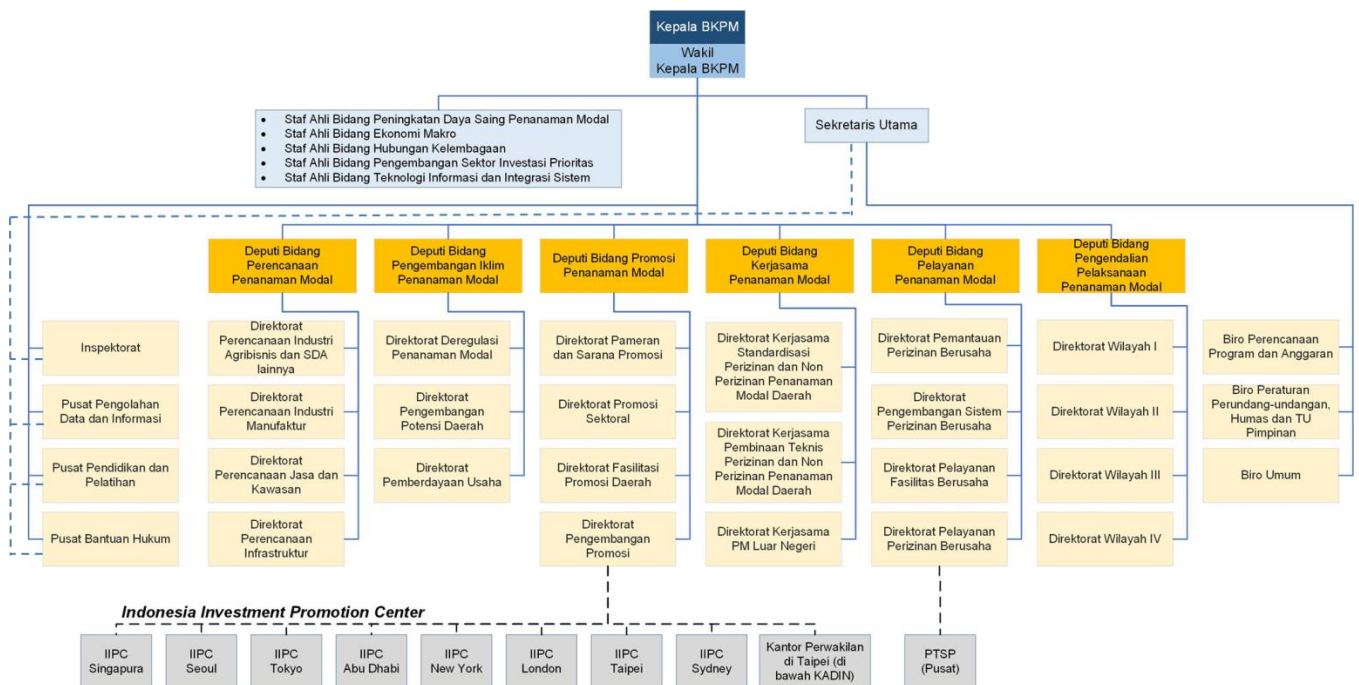 Kepala BKPM
Wakil
Kepala BKPM
• Staf Ahli Bidang Peningkatan Daya Saing Penanaman Modal
• Staf Ahli Bidang Ekonomi Makro
• Staf Ahli Bidang Hubungan Kelembagaan
• Staf Ahli Bidang Pengembangan Sektor Investasi Prioritas
• Staf Ahli Bidang Teknologi Informasi dan Integrasi Sistem
Sekretaris Utama
Deputi Bidang
Perencanaan
Penanaman Modal
Deputi Bidang
Pengembangan Iklim
Penanaman Modal
Deputi Bidang Promosi
Penanaman Modal
Deputi Bidang
Kerjasama
Penanaman Modal
Deputi Bidang
Pelayanan
Penanaman Modal
Deputi Bidang
Pengendalian
Pelaksanaan
Penanaman Modal
Inspektorat
Pusat Pengolahan
Data dan Informasi
Pusat Pendidikan dan
Pelatihan
Pusat Bantuan Hukum
Direktorat
Perencanaan Industri
Agribisnis dan SDA
lainnya
Direktorat
Perencanaan Industri
Manufaktur
Direktorat
Perencanaan Jasa dan
Kawasan
Direktorat
Perencanaan
Infrastruktur
Direktorat Deregulasi
Penanaman Modal
Direktorat
Pengembangan
Potensi Daerah
Direktorat
Pemberdayaan Usaha
Direktorat Pameran
dan Sarana Promosi
Direktorat Promosi
Sektoral
Direktorat Fasilitasi
Promosi Daerah
Direktorat
Pengembangan
Promosi
Direktorat Kerjasama
Standardisasi
Perizinan dan Non
Perizinan Penanaman
Modal Daerah
Direktorat Kerjasama
Pembinaan Teknis
Perizinan dan Non
Perizinan Penanaman
Modal Daerah
Direktorat Kerjasama
PM Luar Negeri
Direktorat Pemantauan
Perizinan Berusaha
Direktorat
Pengembangan Sistem
Perizinan Berusaha
Direktorat Pelayanan
Fasilitas Berusaha
Direktorat Pelayanan
Perizinan Berusaha
Direktorat Wilayah I
Direktorat Wilayah II
Direktorat Wilayah III
Direktorat Wilayah IV
Biro Perencanaan
Program dan Anggaran
Biro Peraturan
Perundang-undangan,
Humas dan TU
Pimpinan
Biro Umum
Indonesia Investment Promotion Center
IIPC
Singapura
IIPC
Seoul
IIPC
Tokyo
IIPC
Abu Dhabi
IIPC
New York
IIPC
London
IIPC
Taipei
IIPC
Sydney
Kantor Perwakilan
di Taipei (di
bawah KADIN)
PTSP
(Pusat)